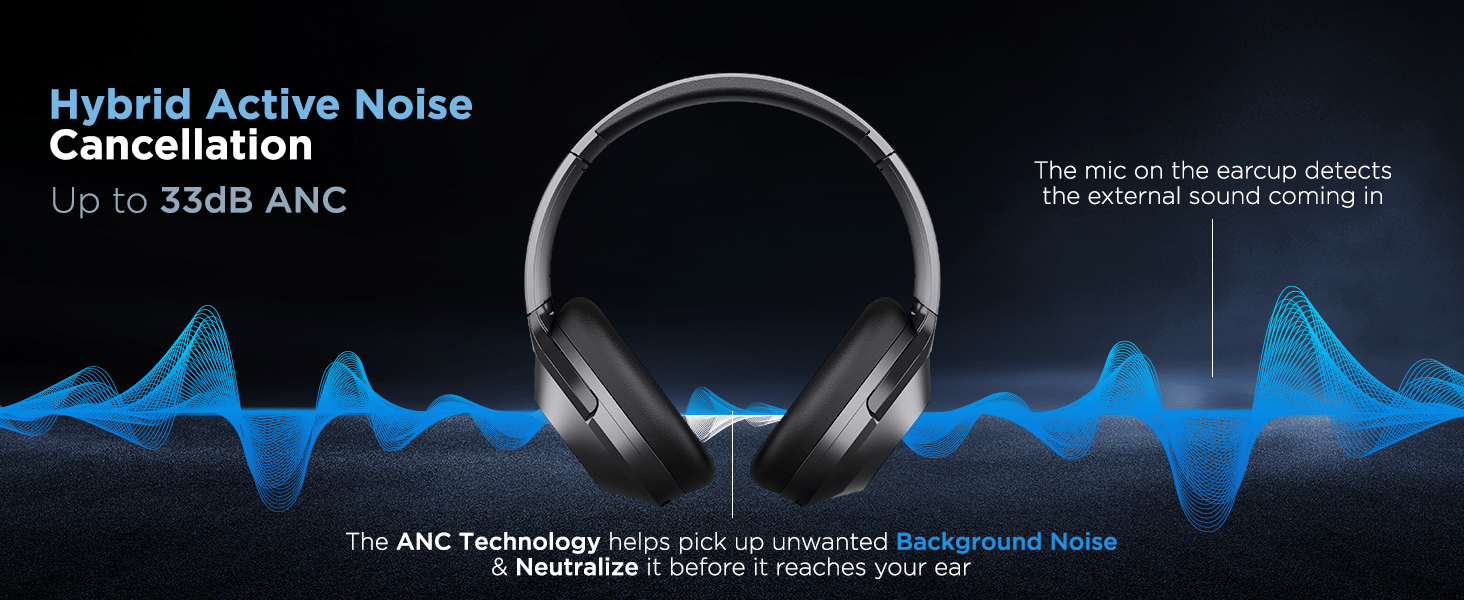 Hybrid Active Noise
Cancellation
Up to 33dB ANC
The mic on the earcup detects
the external sound coming in
The ANC Technology helps pick up unwanted Background Noise
& Neutralize it before it reaches your ear